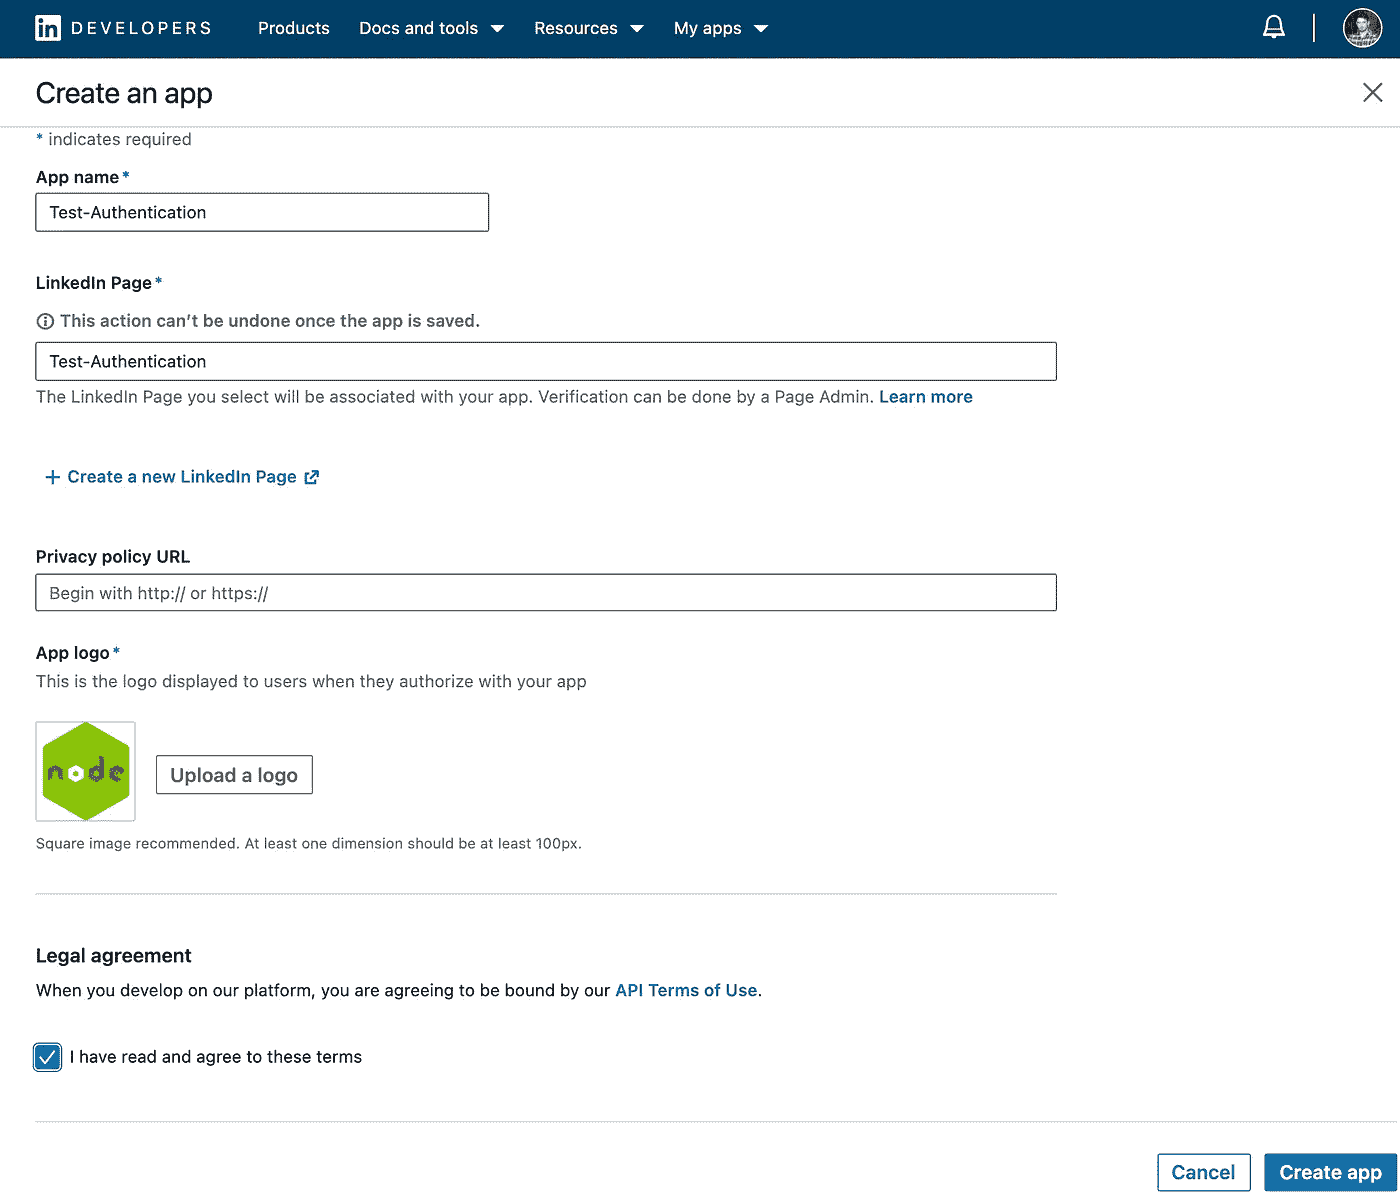 in DEVELOPERS Products Docs and tools Resources My apps
Create an app
* indicates required
App name*
Test-Authentication
LinkedIn Page*
This action can't be undone once the app is saved.
Test-Authentication
The LinkedIn Page you select will be associated with your app. Verification can be done by a Page Admin. Learn more
+ Create a new LinkedIn Page
Privacy policy URL
Begin with http:// or https://
App logo*
This is the logo displayed to users when they authorize with your app
node
Upload a logo
Square image recommended. At least one dimension should be at least 100px.
Legal agreement
When you develop on our platform, you are agreeing to be bound by our API Terms of Use.
I have read and agree to these terms
Cancel Create app